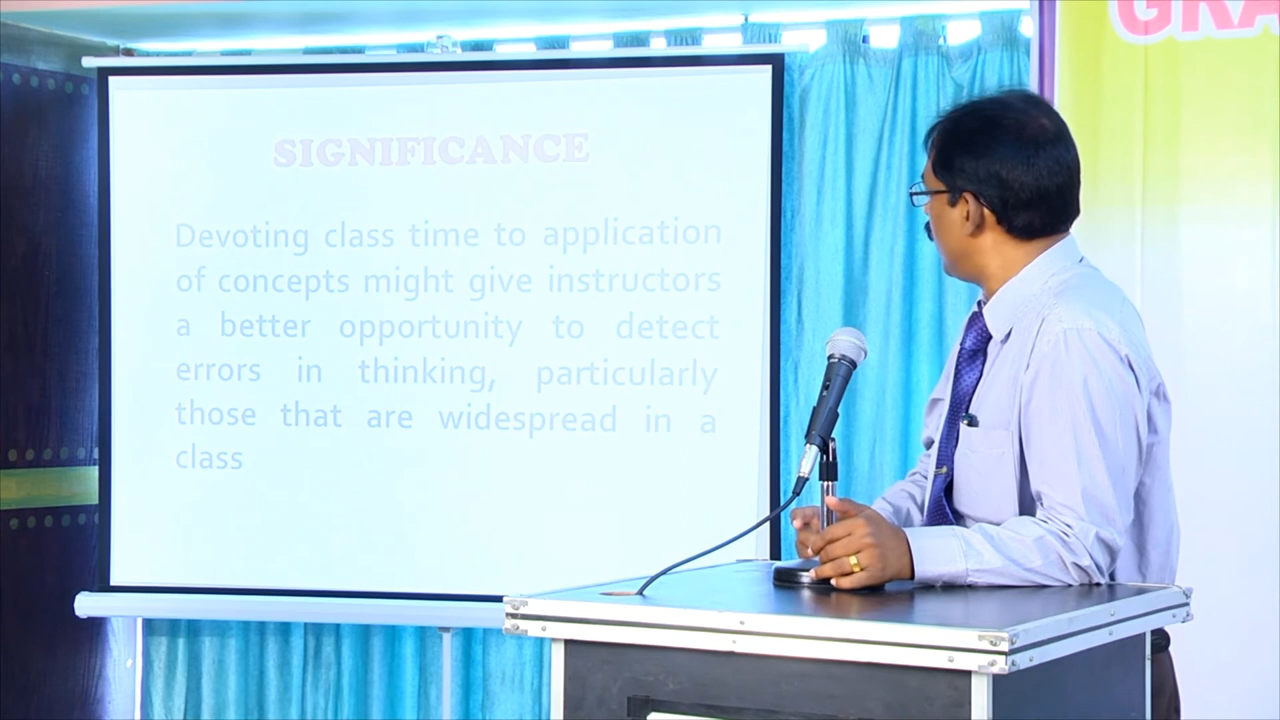 GRA
SIGNIFICANCE
Devoting class time to application
of concepts might give instructors
a better opportunity to detect
errors in thinking, particularly
those that are widespread in a
class